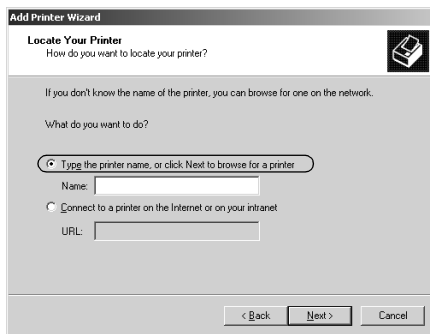 Add Printer Wizard
Locate Your Printer
How do you want to locate your printer?
If you don't know the name of the printer, you can browse for one on the network.
What do you want to do?
Type the printer name, or click Next to browse for a printer
Name:
Connect to a printer on the Internet or on your intranet
URL:
< Back Next > Cancel